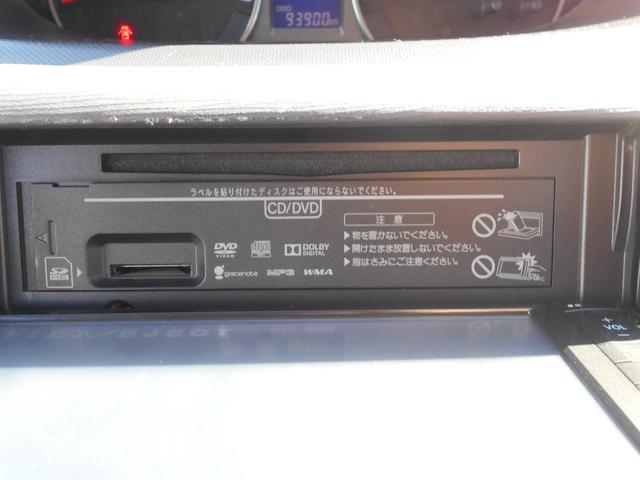 ODO 93900km
ラベルを貼り付けたディスクはご使用にならないでください。
CD/DVD
注意
▶物を置かないでください。
▶開けたまま放置しないでください。
▶指はさみにご注意ください。
SD
DVD VIDEO
DOLBY DIGITAL
gracenote MP3 WMA
+
VOL